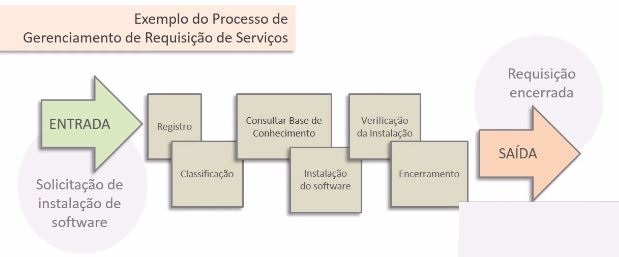 Exemplo do Processo de
Gerenciamento de Requisição de Serviços
ENTRADA
Solicitação de
instalação de
software
Registro
Classificação
Consultar Base de
Conhecimento
Instalação
do software
Verificação
da Instalação
Encerramento
SAÍDA
Requisição
encerrada